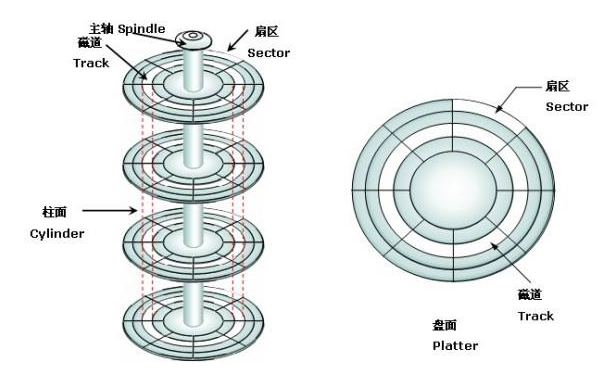 主轴 Spindle
磁道
Track
扇区
Sector
柱面
Cylinder
扇区
Sector
磁道
Track
盘面
Platter